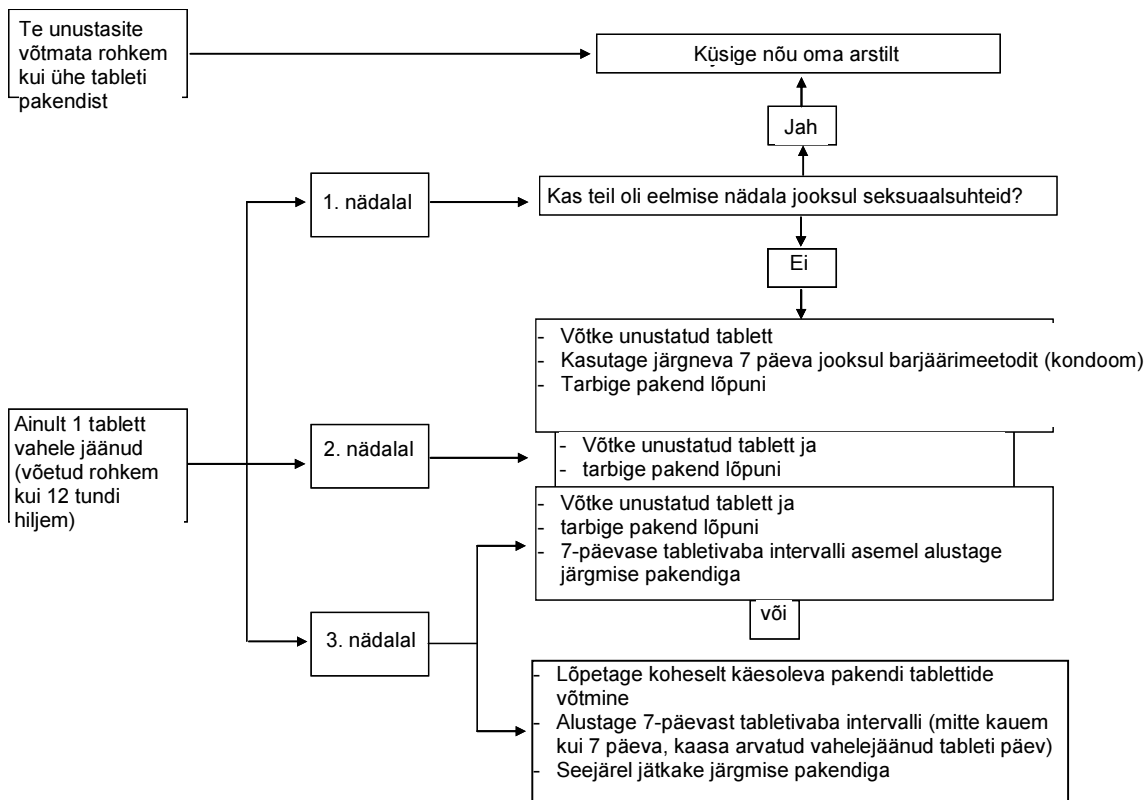 Te unustasite
võtmata rohkem
kui ühe tableti
pakendist
Küsige nõu oma arstilt
Jah
1. nädalal
Kas teil oli eelmise nädala jooksul seksuaalsuhteid?
Ei
- Võtke unustatud tablett
- Kasutage järgneva 7 päeva jooksul barjäärimeetodit (kondoom)
- Tarbige pakend lõpuni
Ainult 1 tablett
vahele jäänud
(võetud rohkem
kui 12 tundi
hiljem)
2. nädalal
- Võtke unustatud tablett ja
- tarbige pakend lõpuni
- Võtke unustatud tablett ja
- tarbige pakend lõpuni
- 7-päevase tabletivaba intervalli asemel alustage
järgmise pakendiga
või
3. nädalal
- Lõpetage koheselt käesoleva pakendi tablettide
võtmine
- Alustage 7-päevast tabletivaba intervalli (mitte kauem
kui 7 päeva, kaasa arvatud vahelejäänud tableti päev)
- Seejärel jätkake järgmise pakendiga